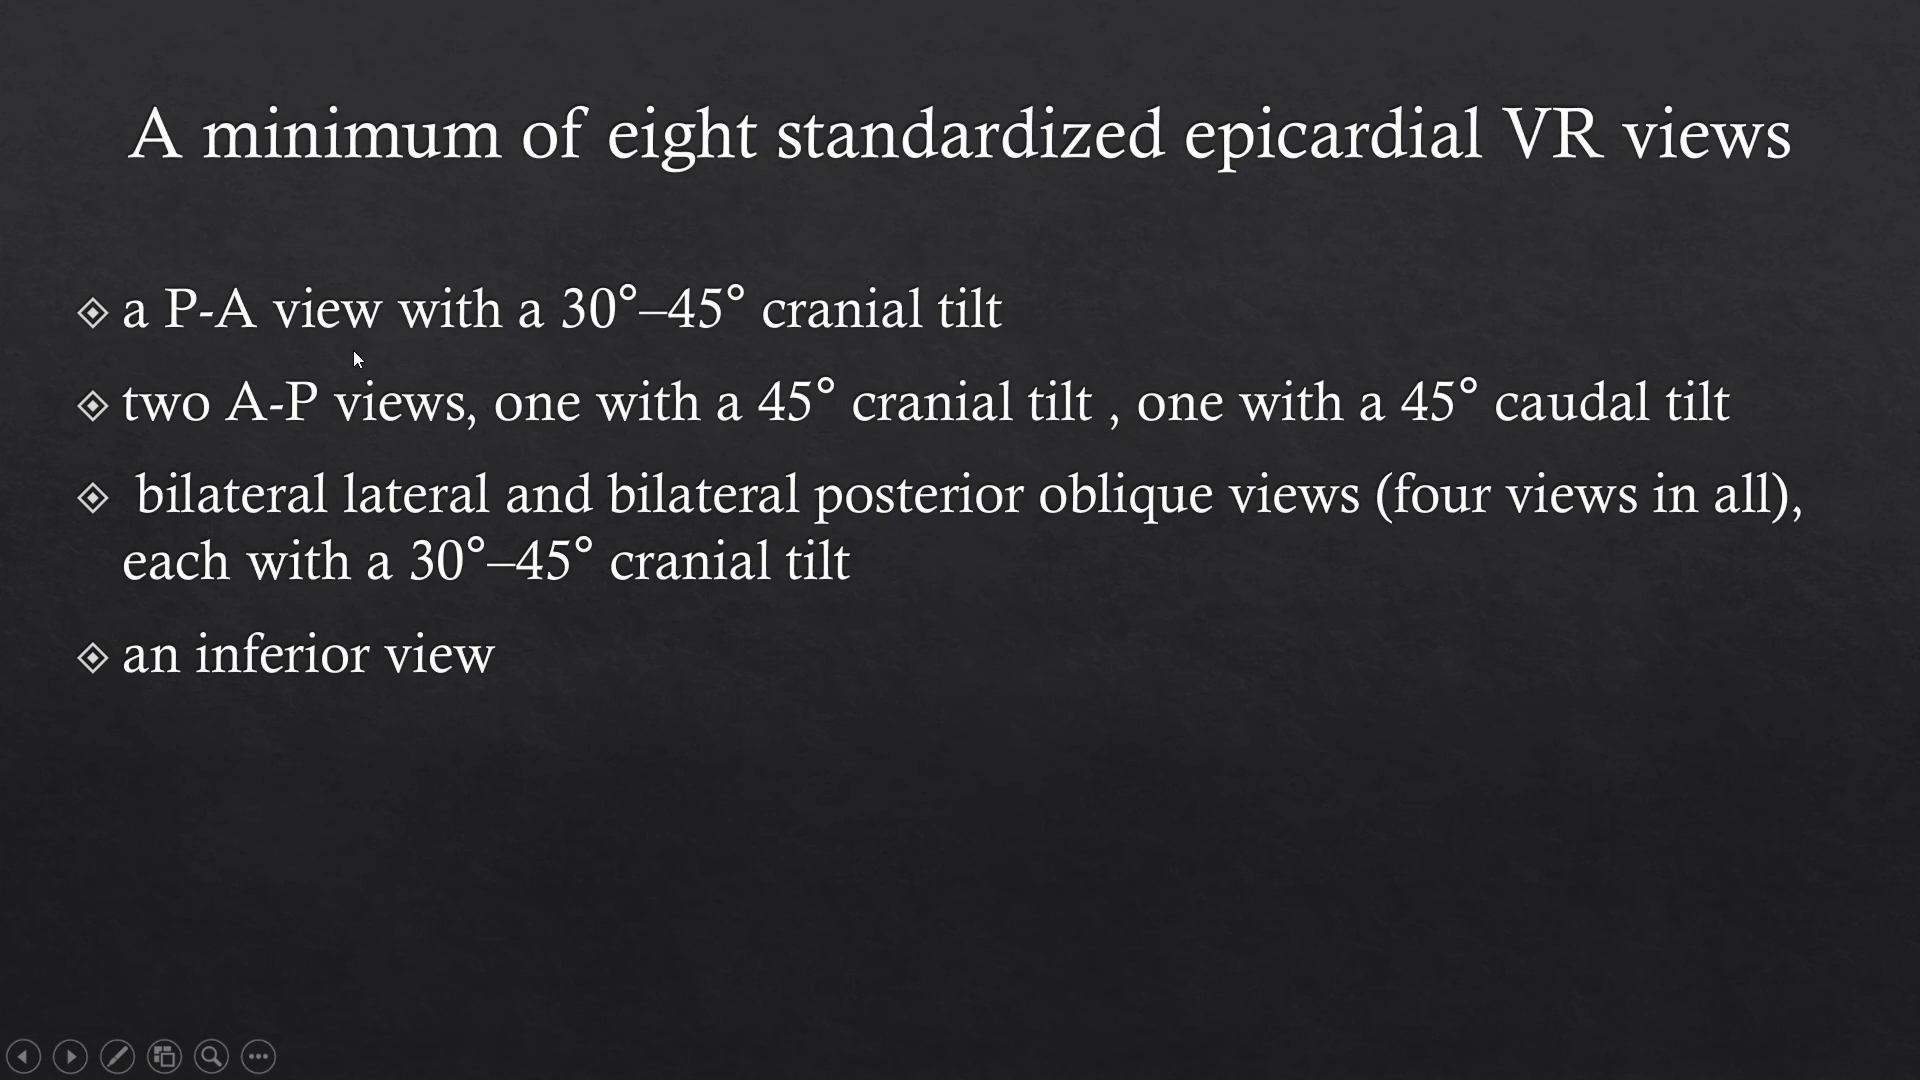 A minimum of eight standardized epicardial VR views
a P-A view with a 30°–45° cranial tilt
two A-P views, one with a 45° cranial tilt , one with a 45° caudal tilt
bilateral lateral and bilateral posterior oblique views (four views in all),
each with a 30°–45° cranial tilt
an inferior view